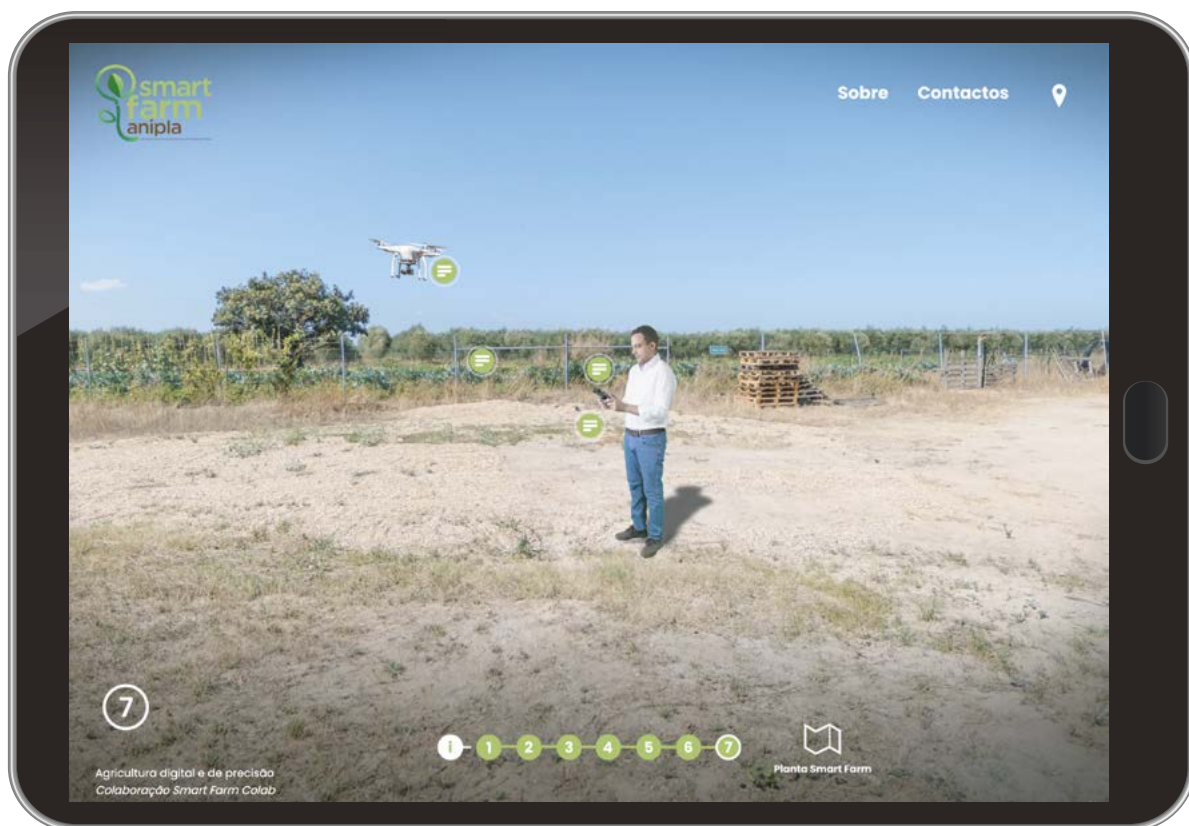 smart
farm
anipla
Sobre
Contactos
7
i
1
2
3
4
5
6
7
Planta Smart Farm
Agricultura digital e de precisão
Colaboração Smart Farm Colab